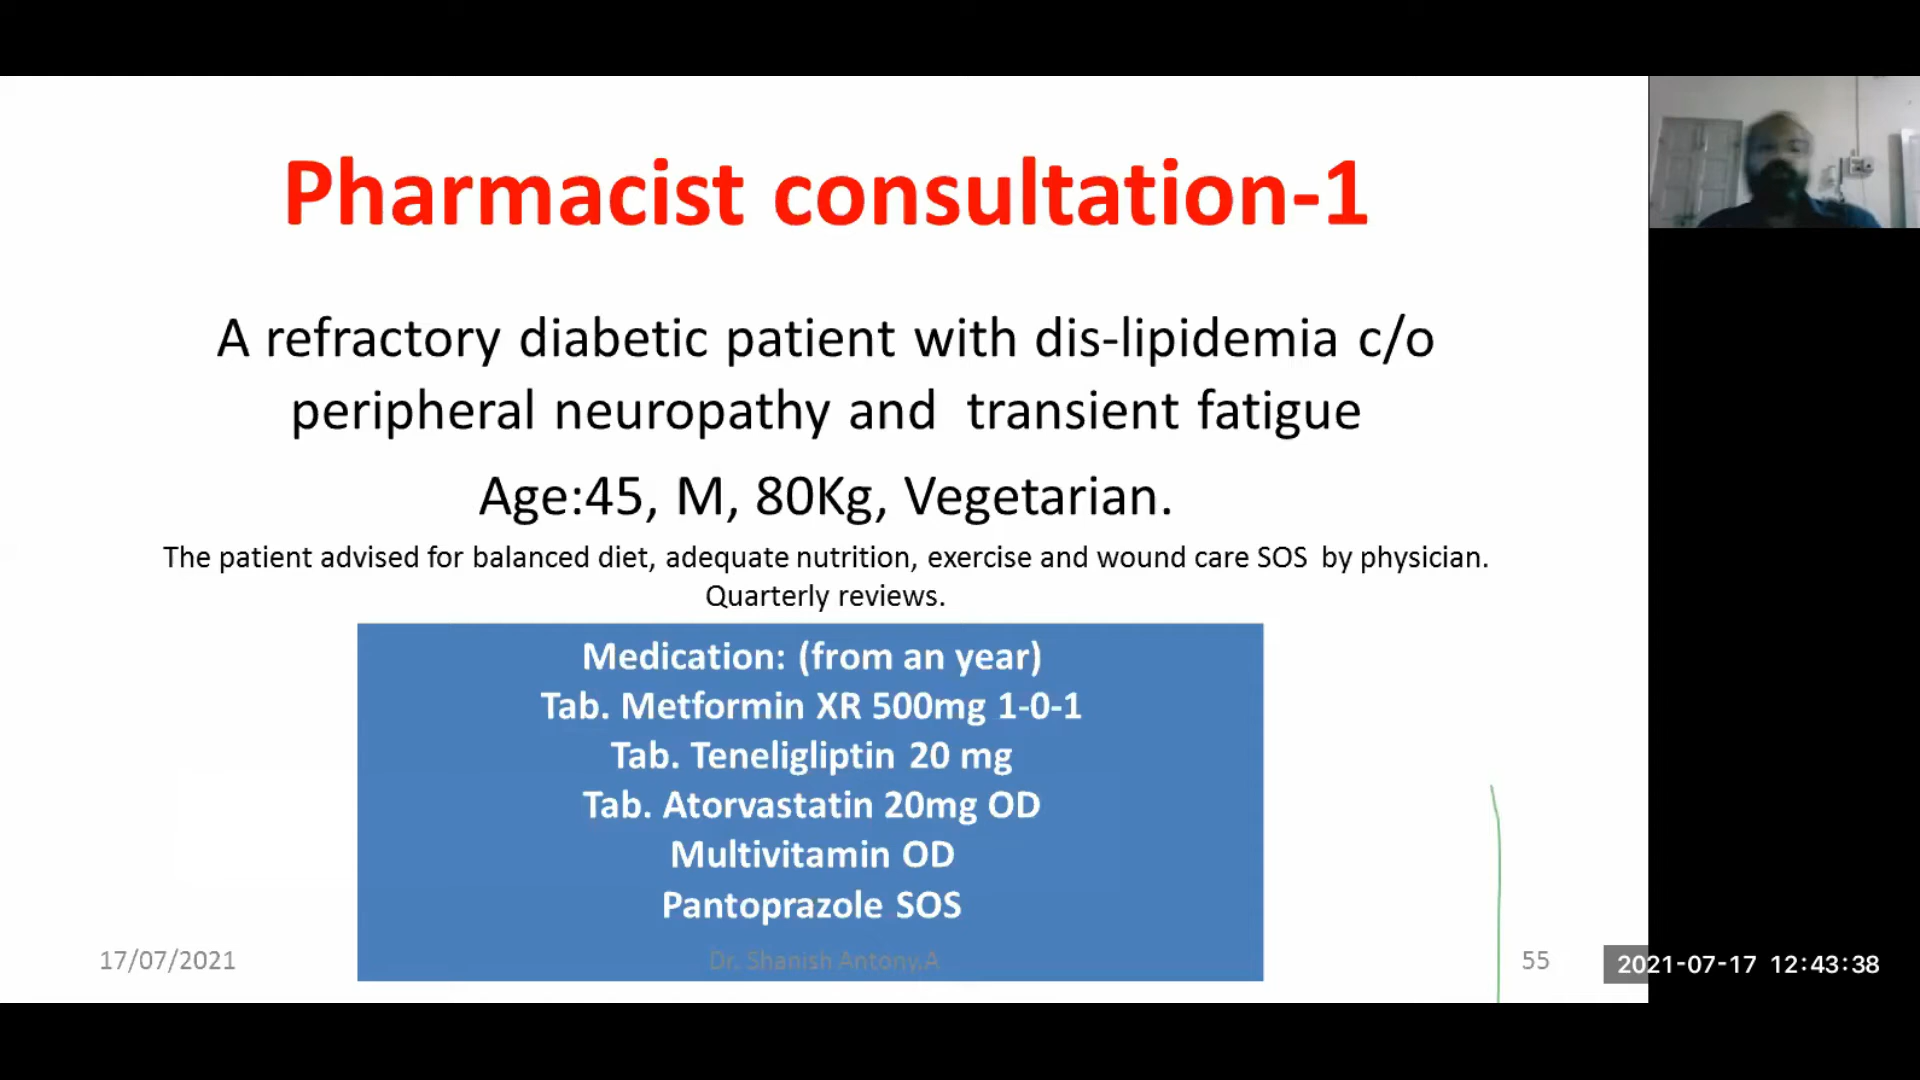 Pharmacist consultation-1
A refractory diabetic patient with dis-lipidemia c/o
peripheral neuropathy and transient fatigue
Age:45, M, 80Kg, Vegetarian.
The patient advised for balanced diet, adequate nutrition, exercise and wound care SOS by physician.
Quarterly reviews.
Medication: (from an year)
Tab. Metformin XR 500mg 1-0-1
Tab. Teneligliptin 20 mg
Tab. Atorvastatin 20mg OD
Multivitamin OD
Pantoprazole SOS
17/07/2021
Dr. Shanish Antony.A
55
2021-07-17 12:43:38